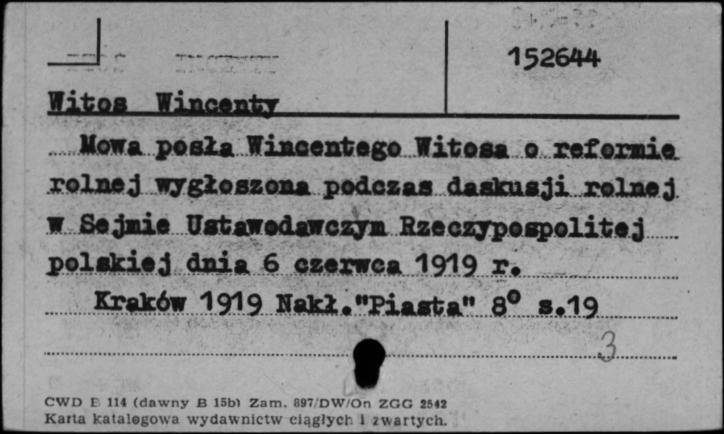 152644
Witos Wincenty
Mowa posła Wincentego Witosa o reformie
rolnej wygłoszona podczas daskusji rolnej
w Sejmie Ustawodawczym Rzeczypospolitej
polskiej dnia 6 czerwca 1919 r.
Kraków 1919 Nakł."Piasta" 8° s.19
3
CWD E 114 (dawny B 15b) Zam. 897/DW/On ZGG 2542
Karta katalogowa wydawnictw ciągłych i zwartych.